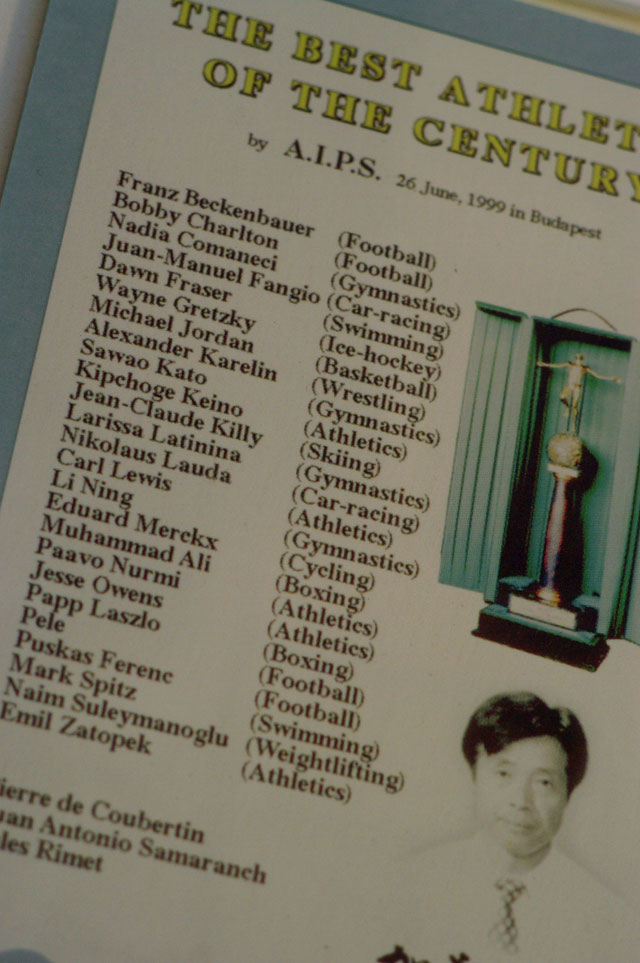 THE BEST ATHLET
OF THE CENTURY
by A.I.P.S. 26 June, 1999 in Budapest
Franz Beckenbauer (Football)
Bobby Charlton (Football)
Nadia Comaneci (Gymnastics)
Juan-Manuel Fangio (Car-racing)
Dawn Fraser (Swimming)
Wayne Gretzky (Ice-hockey)
Michael Jordan (Basketball)
Alexander Karelin (Wrestling)
Sawao Kato (Gymnastics)
Kipchoge Keino (Athletics)
Jean-Claude Killy (Skiing)
Larissa Latinina (Gymnastics)
Nikolaus Lauda (Car-racing)
Carl Lewis (Athletics)
Li Ning (Gymnastics)
Eduard Merckx (Cycling)
Muhammad Ali (Boxing)
Paavo Nurmi (Athletics)
Jesse Owens (Athletics)
Papp Laszlo (Boxing)
Pele (Football)
Puskas Ferenc (Football)
Mark Spitz (Swimming)
Naim Suleymanoglu (Weightlifting)
Emil Zatopek (Athletics)
ierre de Coubertin
uan Antonio Samaranch
les Rimet